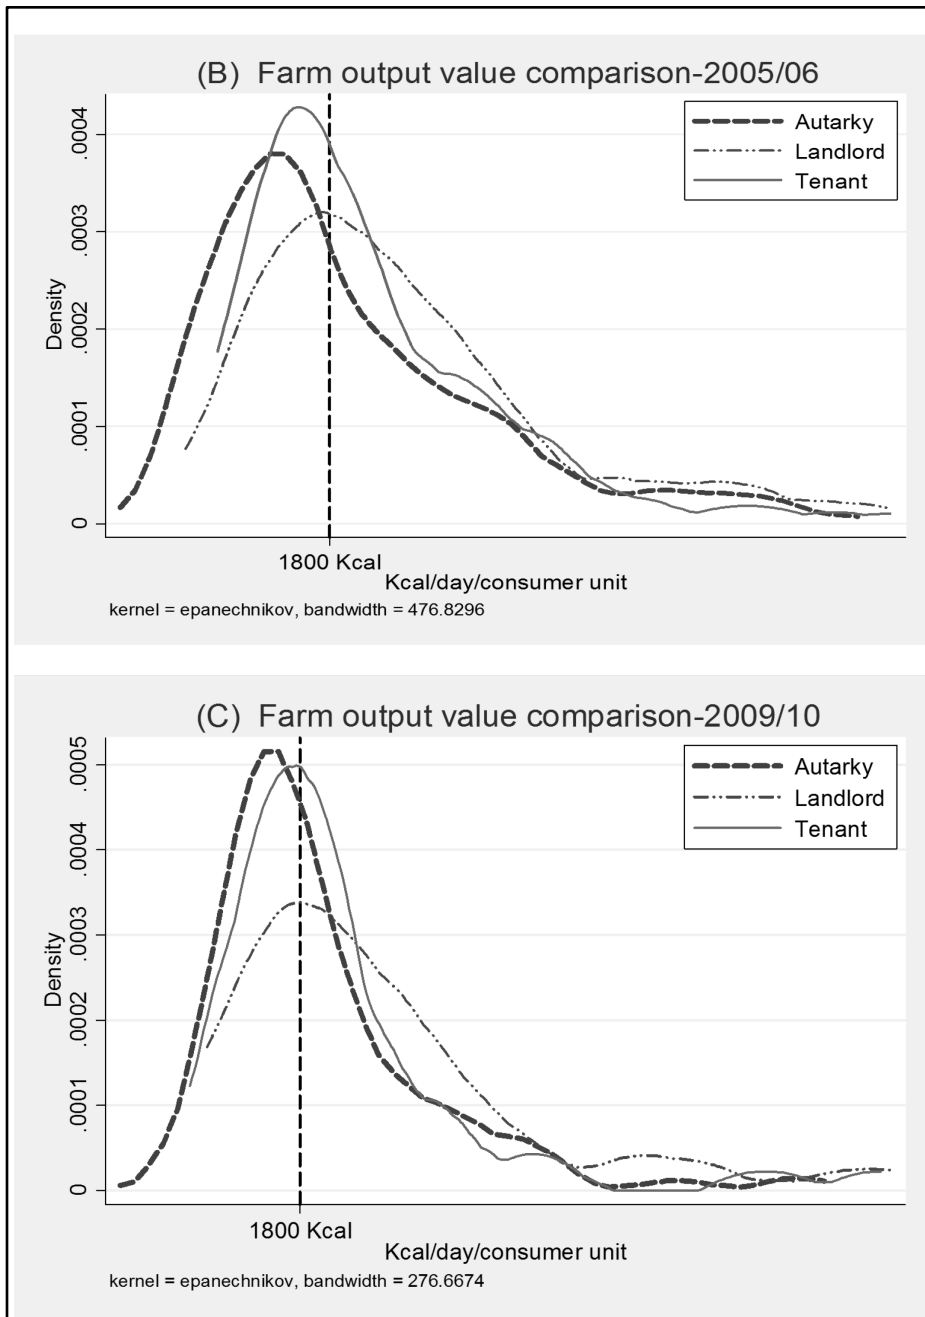 (B) Farm output value comparison-2005/06
Autarky
Landlord
Tenant
.0004
.0003
.0002
.0001
0
Density
1800 Kcal
Kcal/day/consumer unit
kernel = epanechnikov, bandwidth = 476.8296
(C) Farm output value comparison-2009/10
Autarky
Landlord
Tenant
.0005
.0004
.0003
.0002
.0001
0
Density
1800 Kcal
Kcal/day/consumer unit
kernel = epanechnikov, bandwidth = 276.6674